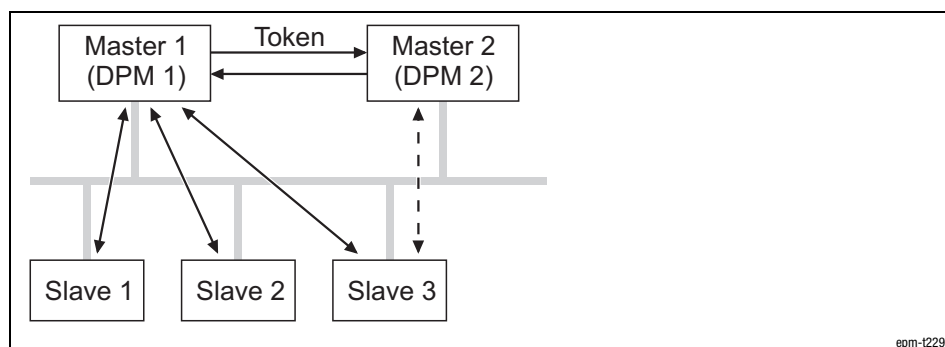 Master 1
(DPM 1)
Token
Master 2
(DPM 2)
Slave 1
Slave 2
Slave 3
epm-t229